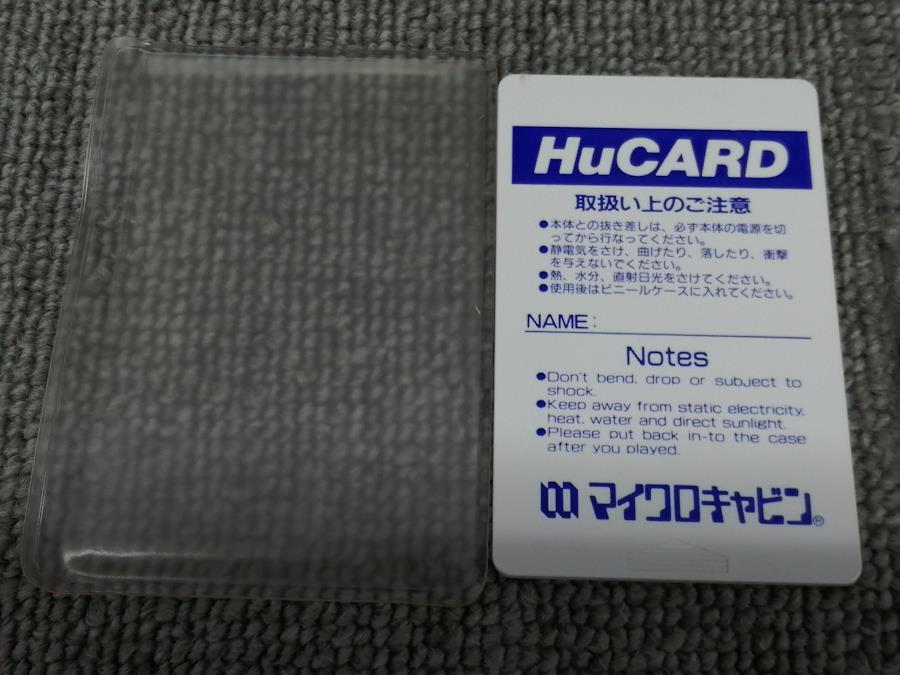 HuCARD
取扱い上のご注意
●本体との抜き差しは、必ず本体の電源を切
ってから行なってください。
●静電気をさけ、曲げたり、落したり、衝撃
を与えないでください。
●熱、水分、直射日光をさけてください。
●使用後はビニールケースに入れてください。
NAME:
Notes
●Don't bend, drop or subject to
shock.
●Keep away from static electricity,
heat, water and direct sunlight.
●Please put back in-to the case
after you played.
マイクロキャビン®